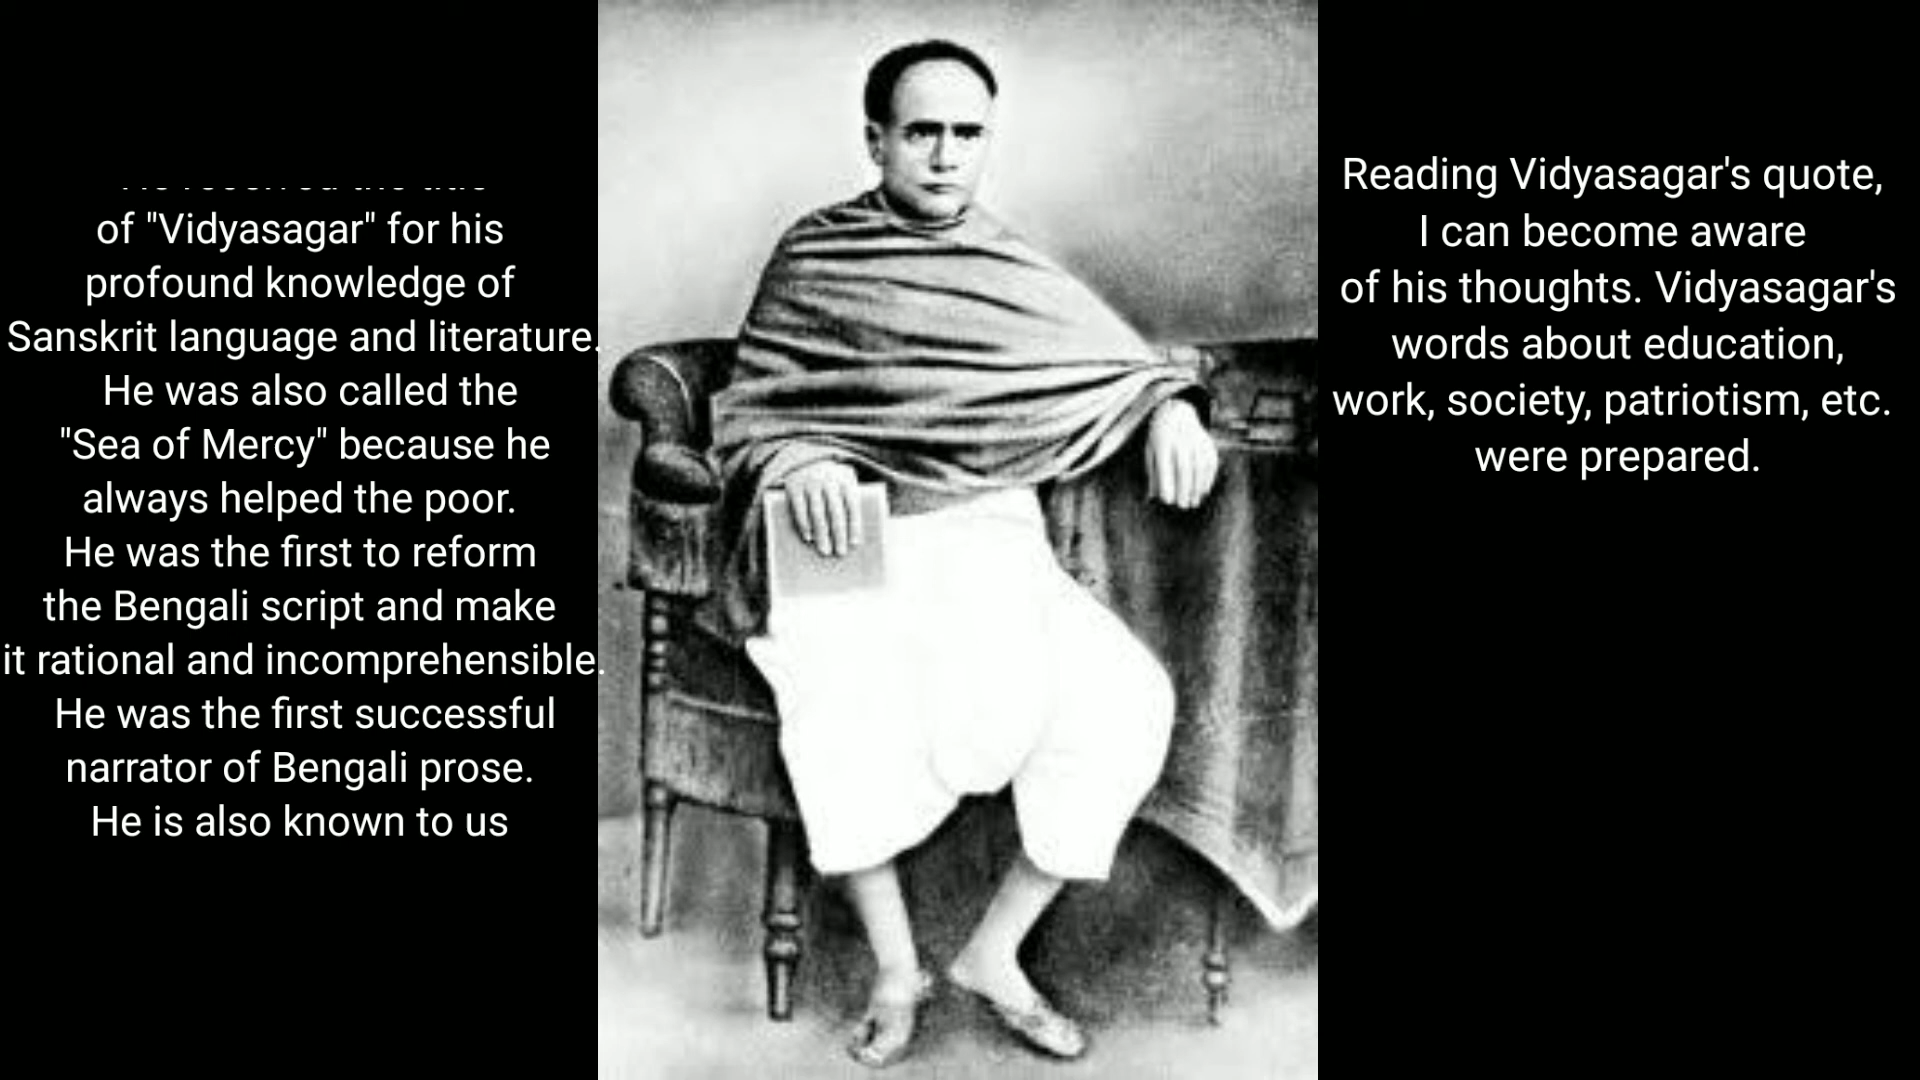 of "Vidyasagar" for his
profound knowledge of
Sanskrit language and literature.
He was also called the
"Sea of Mercy" because he
always helped the poor.
He was the first to reform
the Bengali script and make
it rational and incomprehensible.
He was the first successful
narrator of Bengali prose.
He is also known to us
Reading Vidyasagar's quote,
I can become aware
of his thoughts. Vidyasagar's
words about education,
work, society, patriotism, etc.
were prepared.